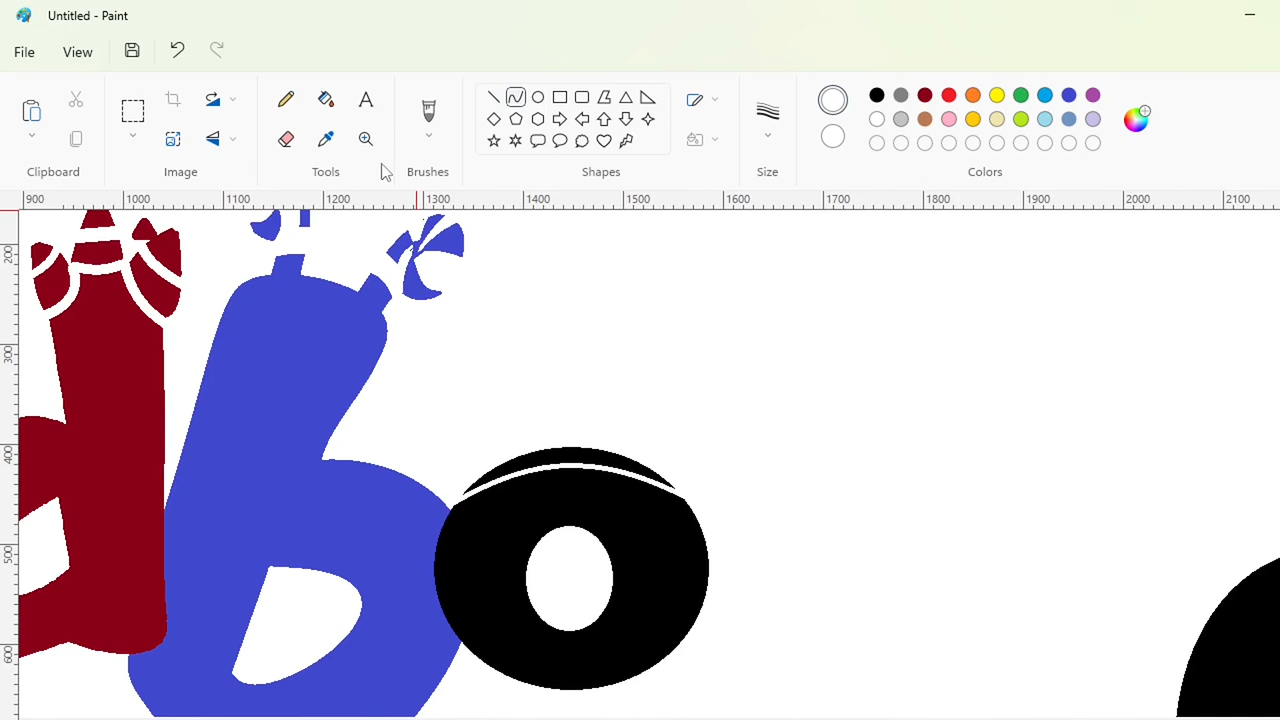 Untitled - Paint
File View
Clipboard Image Tools Brushes Shapes Size Colors
900 1000 1100 1200 1300 1400 1500 1600 1700 1800 1900 2000 2100
200
300
400
500
600
bo